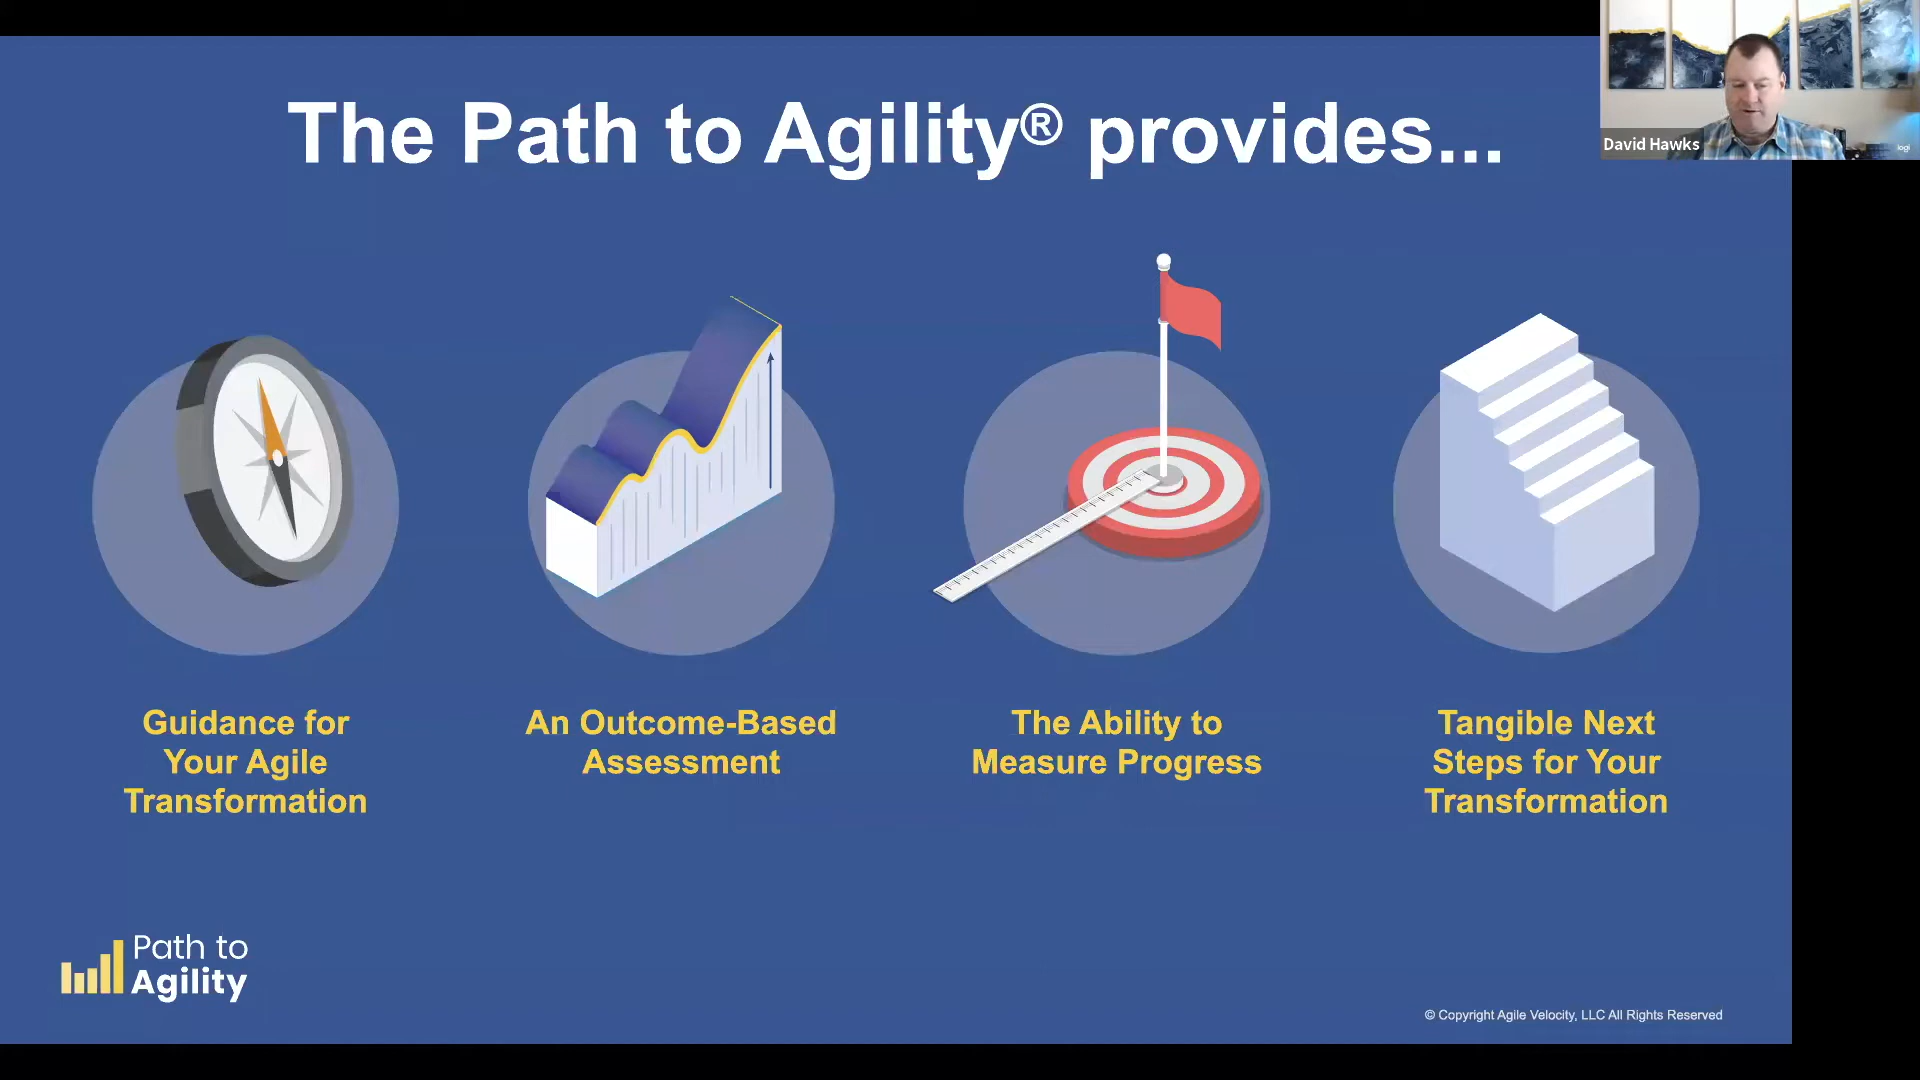 The Path to Agility® provides...
David Hawks
logi
Guidance for
Your Agile
Transformation
An Outcome-Based
Assessment
The Ability to
Measure Progress
Tangible Next
Steps for Your
Transformation
Path to
Agility
© Copyright Agile Velocity, LLC All Rights Reserved